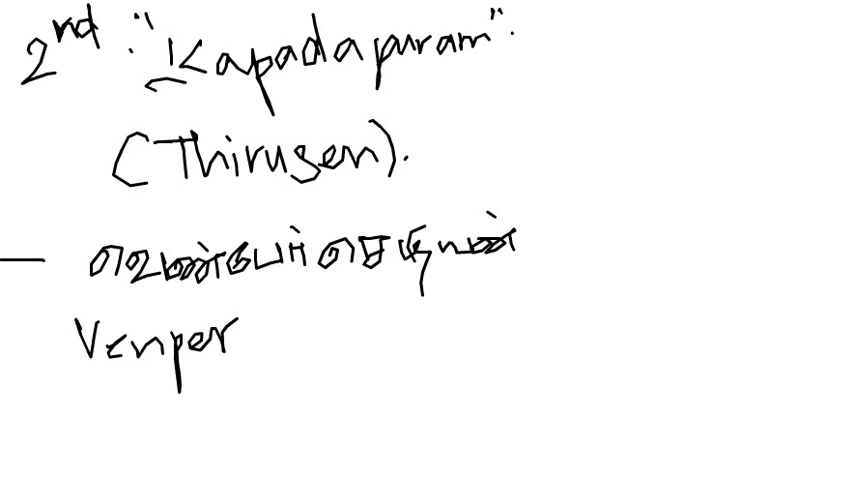 2nd : "Kapadapuram".
(Thirusen).
— வெண்டேர் செழியன்
Venper